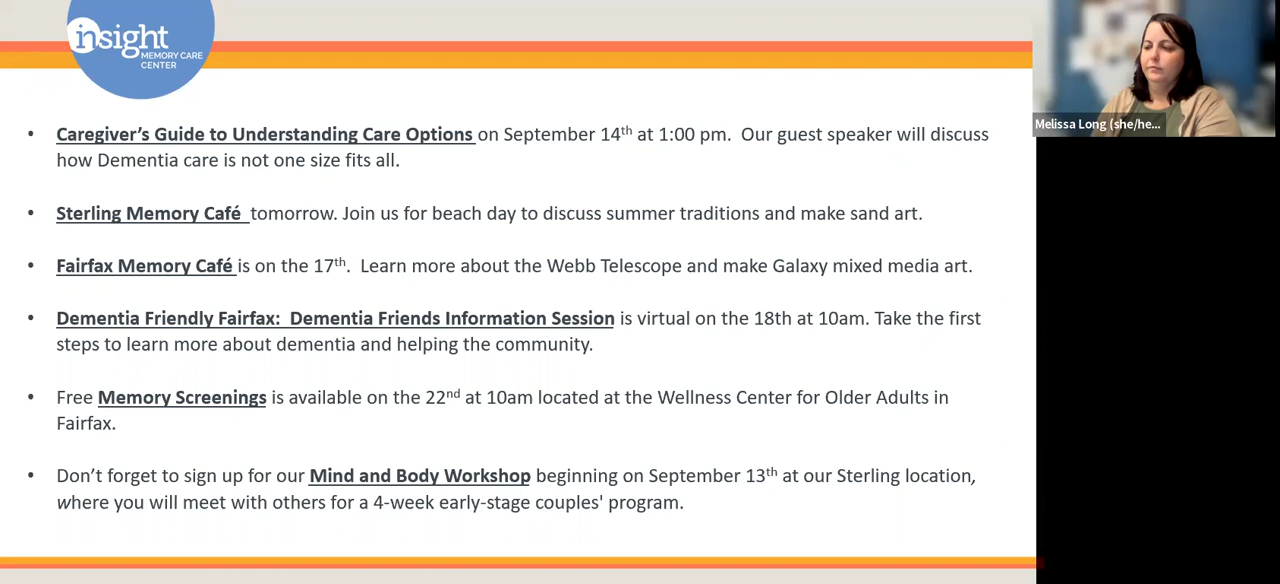 insight
MEMORY CARE
CENTER
Melissa Long (she/he...
• Caregiver's Guide to Understanding Care Options on September 14th at 1:00 pm. Our guest speaker will discuss
how Dementia care is not one size fits all.
• Sterling Memory Café tomorrow. Join us for beach day to discuss summer traditions and make sand art.
• Fairfax Memory Café is on the 17th. Learn more about the Webb Telescope and make Galaxy mixed media art.
• Dementia Friendly Fairfax: Dementia Friends Information Session is virtual on the 18th at 10am. Take the first
steps to learn more about dementia and helping the community.
• Free Memory Screenings is available on the 22nd at 10am located at the Wellness Center for Older Adults in
Fairfax.
• Don't forget to sign up for our Mind and Body Workshop beginning on September 13th at our Sterling location,
where you will meet with others for a 4-week early-stage couples' program.